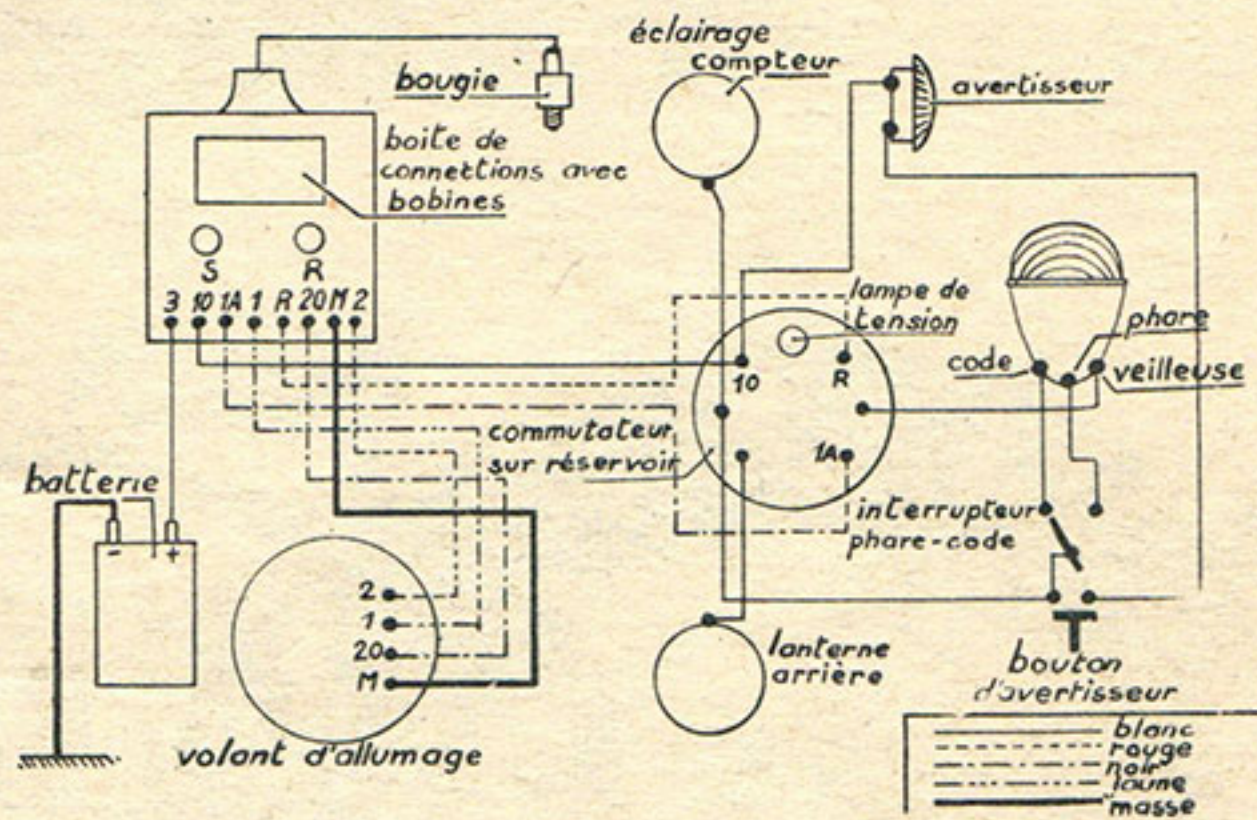 éclairage
compteur
bougie
avertisseur
boite de
connections avec
bobines
S R
3 10 1A 1 R 20 M 2
lampe de
tension
phare
code
veilleuse
10 R
commutateur
sur réservoir
1A
batterie
- +
interrupteur
phare-code
2
1
20
M
lanterne
arrière
bouton
d'avertisseur
volant d'allumage
blanc
rouge
noir
jaune
masse